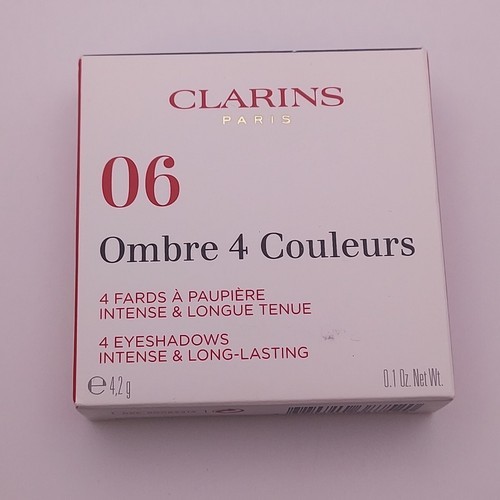 CLARINS
PARIS
06
Ombre 4 Couleurs
4 FARDS À PAUPIÈRE
INTENSE & LONGUE TENUE
4 EYESHADOWS
INTENSE & LONG-LASTING
℮ 4,2 g
0.1 Oz. Net Wt.